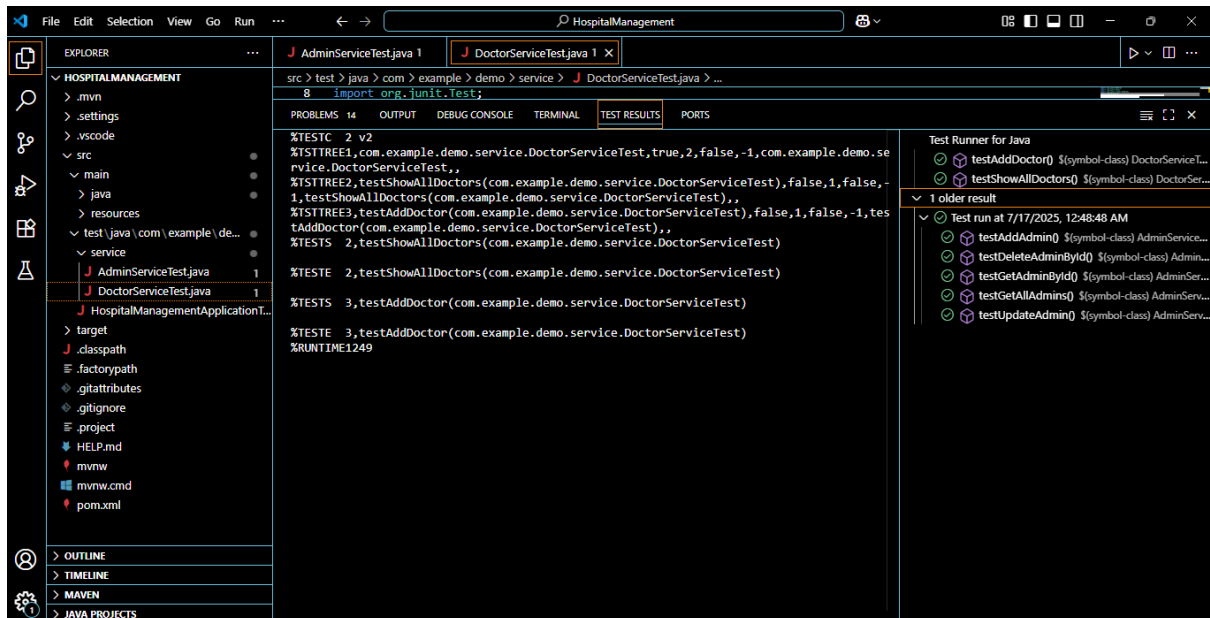 File Edit Selection View Go Run ··· ← → HospitalManagement
EXPLORER ···
HOSPITALMANAGEMENT
> .mvn
> .settings
> .vscode
src
main
> java
> resources
test\java\com\example\de...
service
J AdminServiceTest.java 1
J DoctorServiceTest.java 1
J HospitalManagementApplicationT...
> target
J .classpath
.factorypath
.gitattributes
.gitignore
.project
HELP.md
mvnw
mvnw.cmd
pom.xml
> OUTLINE
> TIMELINE
> MAVEN
> JAVA PROJECTS
1
J AdminServiceTest.java 1
J DoctorServiceTest.java 1 ×
src > test > java > com > example > demo > service > J DoctorServiceTest.java > ...
8 import org.junit.Test;
PROBLEMS 14 OUTPUT DEBUG CONSOLE TERMINAL TEST RESULTS PORTS
%TESTC 2 v2
%TSTTREE1,com.example.demo.service.DoctorServiceTest,true,2,false,-1,com.example.demo.se
rvice.DoctorServiceTest,,
%TSTTREE2,testShowAllDoctors(com.example.demo.service.DoctorServiceTest),false,1,false,-
1,testShowAllDoctors(com.example.demo.service.DoctorServiceTest),,
%TSTTREE3,testAddDoctor(com.example.demo.service.DoctorServiceTest),false,1,false,-1,tes
tAddDoctor(com.example.demo.service.DoctorServiceTest),,
%TESTS 2,testShowAllDoctors(com.example.demo.service.DoctorServiceTest)
%TESTE 2,testShowAllDoctors(com.example.demo.service.DoctorServiceTest)
%TESTS 3,testAddDoctor(com.example.demo.service.DoctorServiceTest)
%TESTE 3,testAddDoctor(com.example.demo.service.DoctorServiceTest)
%RUNTIME1249
Test Runner for Java
testAddDoctor() $(symbol-class) DoctorServiceT...
testShowAllDoctors() $(symbol-class) DoctorSer...
1 older result
Test run at 7/17/2025, 12:48:48 AM
testAddAdmin() $(symbol-class) AdminService...
testDeleteAdminById() $(symbol-class) Admin...
testGetAdminById() $(symbol-class) AdminSer...
testGetAllAdmins() $(symbol-class) AdminServ...
testUpdateAdmin() $(symbol-class) AdminServ...